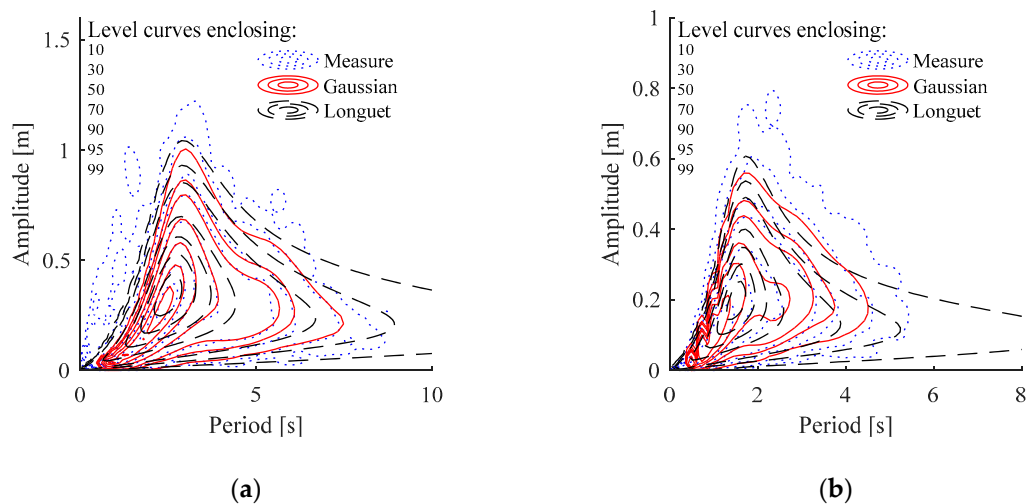 Level curves enclosing:
10
30
50
70
90
95
99
Measure
Gaussian
Longuet
1.5
1
0.5
0
Amplitude [m]
0 5 10
Period [s]
(a)
Level curves enclosing:
10
30
50
70
90
95
99
Measure
Gaussian
Longuet
1
0.8
0.6
0.4
0.2
0
Amplitude [m]
0 2 4 6 8
Period [s]
(b)